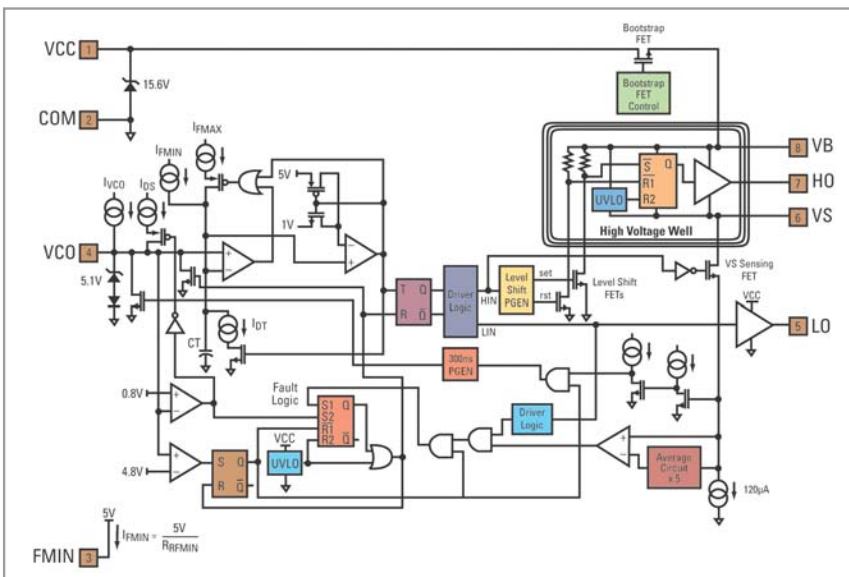 Bootstrap
FET
VCC 1
15.6V
Bootstrap
FET
Control
COM 2
IFMAX
IFMIN
IVCO
IDS
5V
1V
S Q
R1
R2
UVLO
High Voltage Well
VB 8
HO 7
VS 6
VCO 4
5.1V
CT
IDT
T Q
R Q
Driver
Logic
HIN
LIN
Level
Shift
PGEN
set
rst
Level Shift
FETs
VS Sensing
FET
VCC
LO 5
300ns
PGEN
0.8V
4.8V
Fault
Logic
S1 Q
S2
R1
R2 Q
VCC
UVLO
S Q
R Q
Driver
Logic
Average
Circuit
x 5
120µA
5V
IFMIN = 5V
RRFMIN
FMIN 3